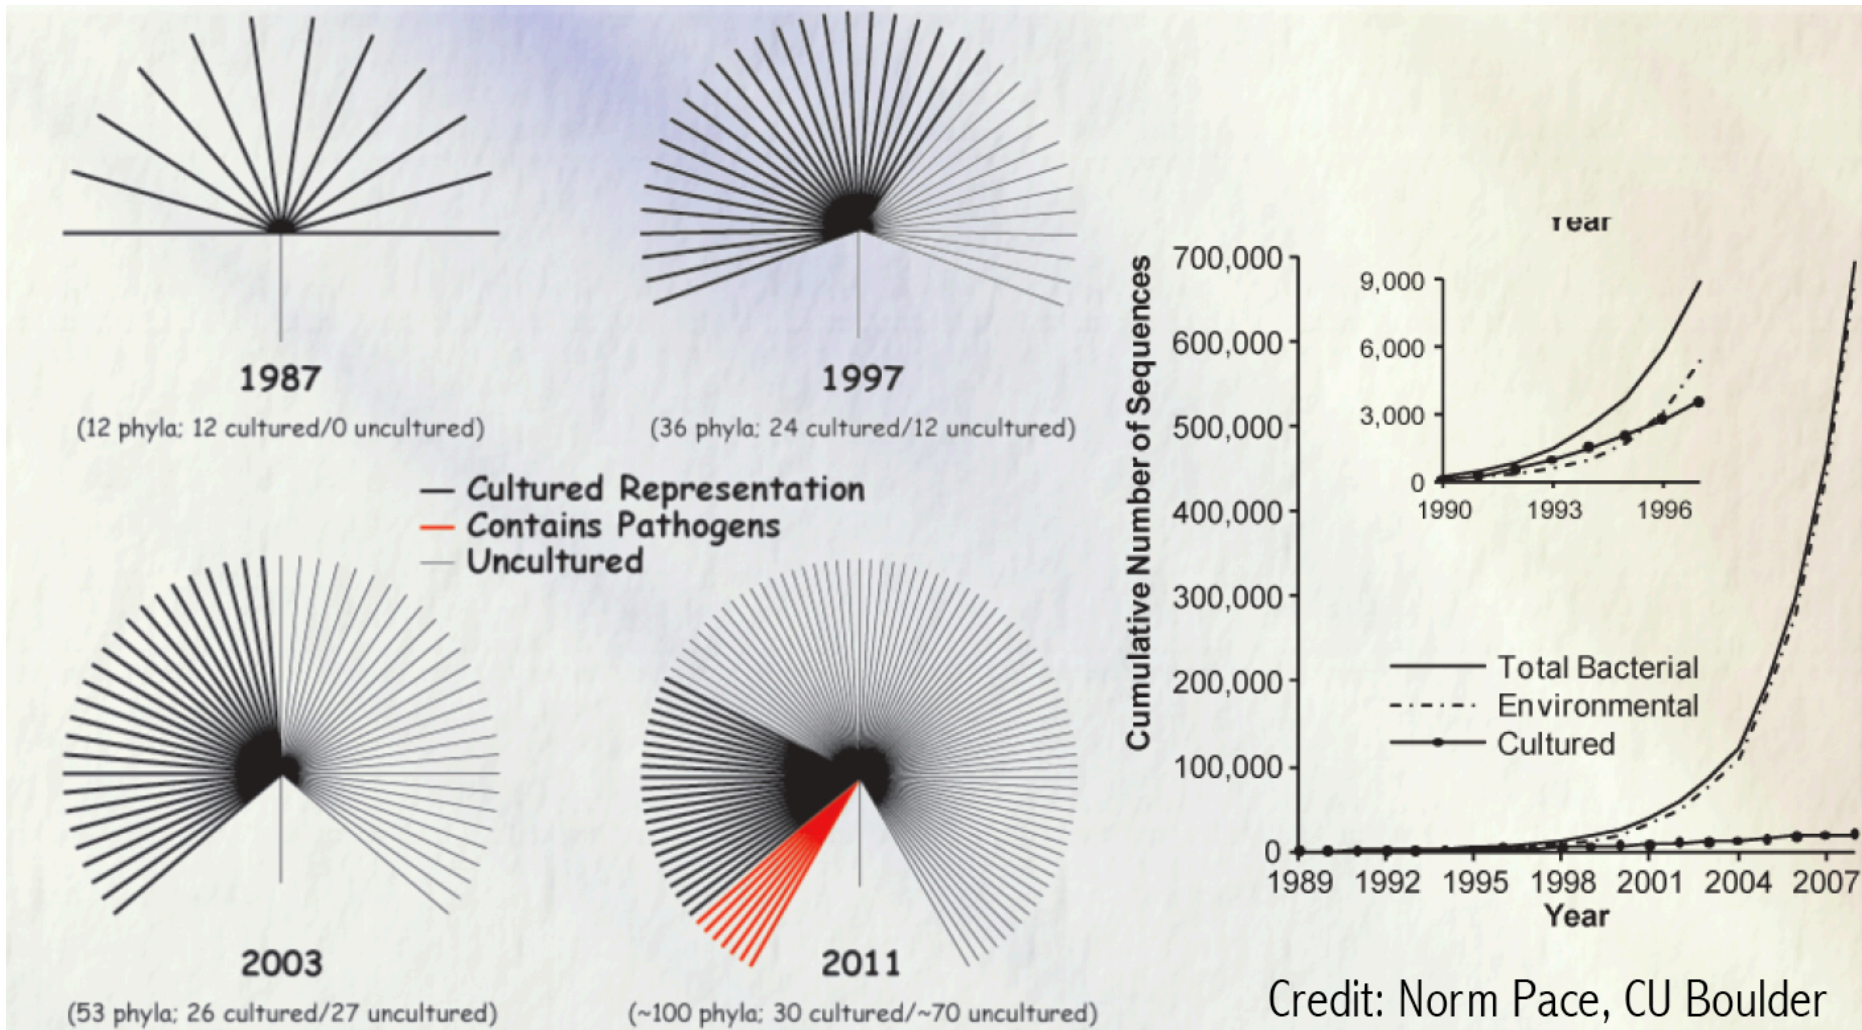 1987
(12 phyla; 12 cultured/0 uncultured)
1997
(36 phyla; 24 cultured/12 uncultured)
Cultured Representation
Contains Pathogens
Uncultured
2003
(53 phyla; 26 cultured/27 uncultured)
2011
(~100 phyla; 30 cultured/~70 uncultured)
Year
Cumulative Number of Sequences
700,000
600,000
500,000
400,000
300,000
200,000
100,000
0
9,000
6,000
3,000
0
1990 1993 1996
Total Bacterial
Environmental
Cultured
1989 1992 1995 1998 2001 2004 2007
Year
Credit: Norm Pace, CU Boulder